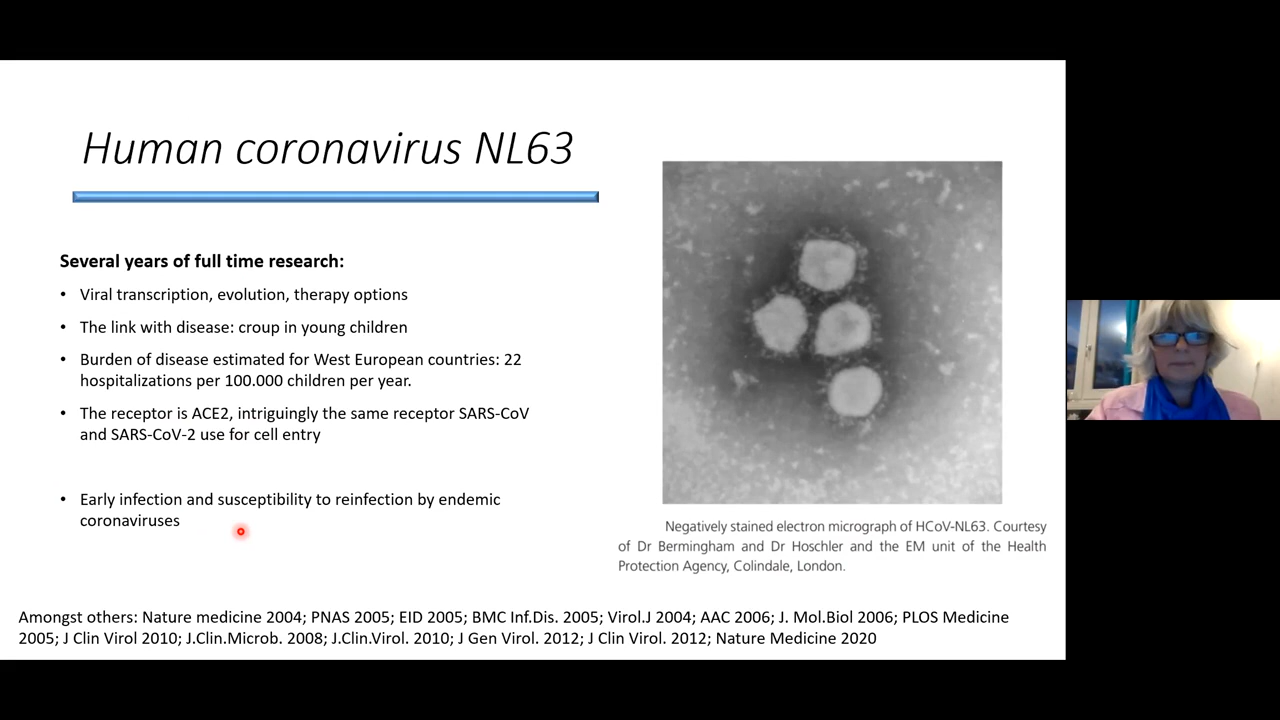 Human coronavirus NL63
Several years of full time research:
• Viral transcription, evolution, therapy options
• The link with disease: croup in young children
• Burden of disease estimated for West European countries: 22
hospitalizations per 100.000 children per year.
• The receptor is ACE2, intriguingly the same receptor SARS-CoV
and SARS-CoV-2 use for cell entry
• Early infection and susceptibility to reinfection by endemic
coronaviruses
Negatively stained electron micrograph of HCoV-NL63. Courtesy
of Dr Bermingham and Dr Hoschler and the EM unit of the Health
Protection Agency, Colindale, London.
Amongst others: Nature medicine 2004; PNAS 2005; EID 2005; BMC Inf.Dis. 2005; Virol.J 2004; AAC 2006; J. Mol.Biol 2006; PLOS Medicine
2005; J Clin Virol 2010; J.Clin.Microb. 2008; J.Clin.Virol. 2010; J Gen Virol. 2012; J Clin Virol. 2012; Nature Medicine 2020